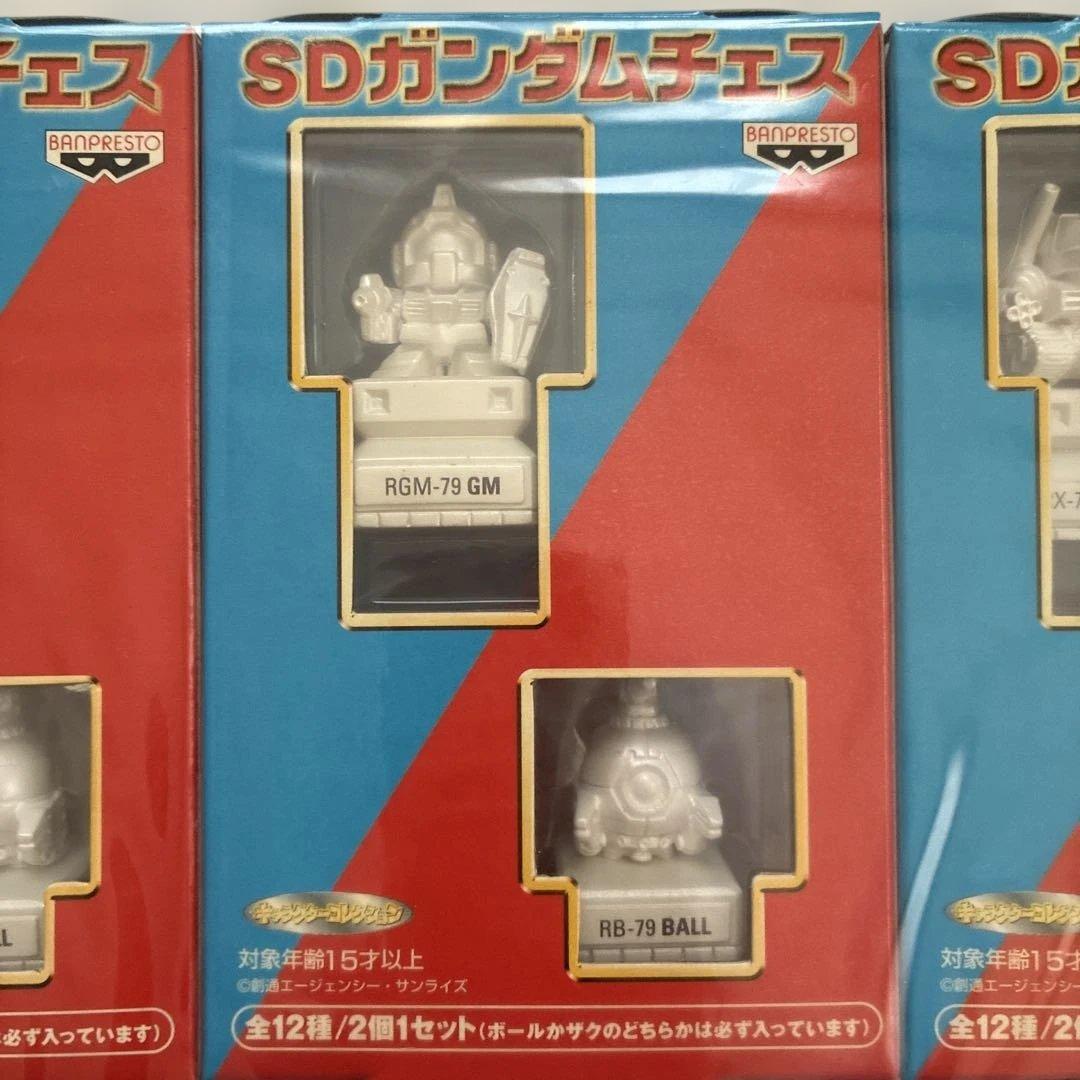 チェス
BANPRESTO
ボ入っています)
SDガンダムチェス
BANPRESTO
RGM-79 GM
RB-79 BALL
キャラクターコレクション
対象年齢15才以上
©創通エージェンシー・サンライズ
全12種/2個1セット(ボールかザクのどちらかは必ず入っています)
SDガ
キャラクターコレクション
対象年齢15才
©創通エージェンシー
全12種/2個